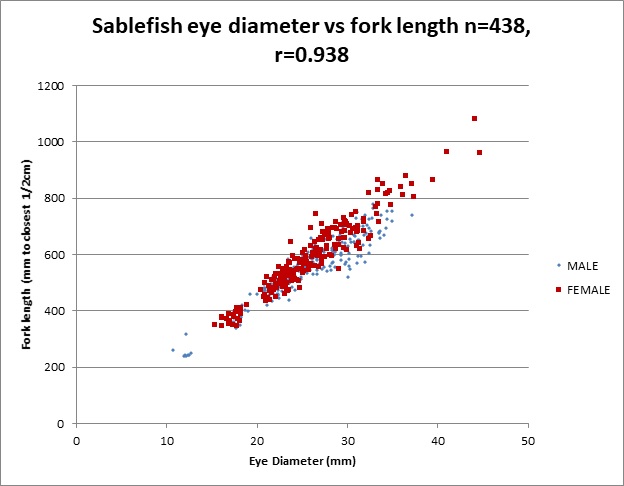 Sablefish eye diameter vs fork length n=438,
r=0.938
Fork length (mm to closest 1/2cm)
1200
1000
800
600
400
200
0
0 10 20 30 40 50
Eye Diameter (mm)
MALE
FEMALE